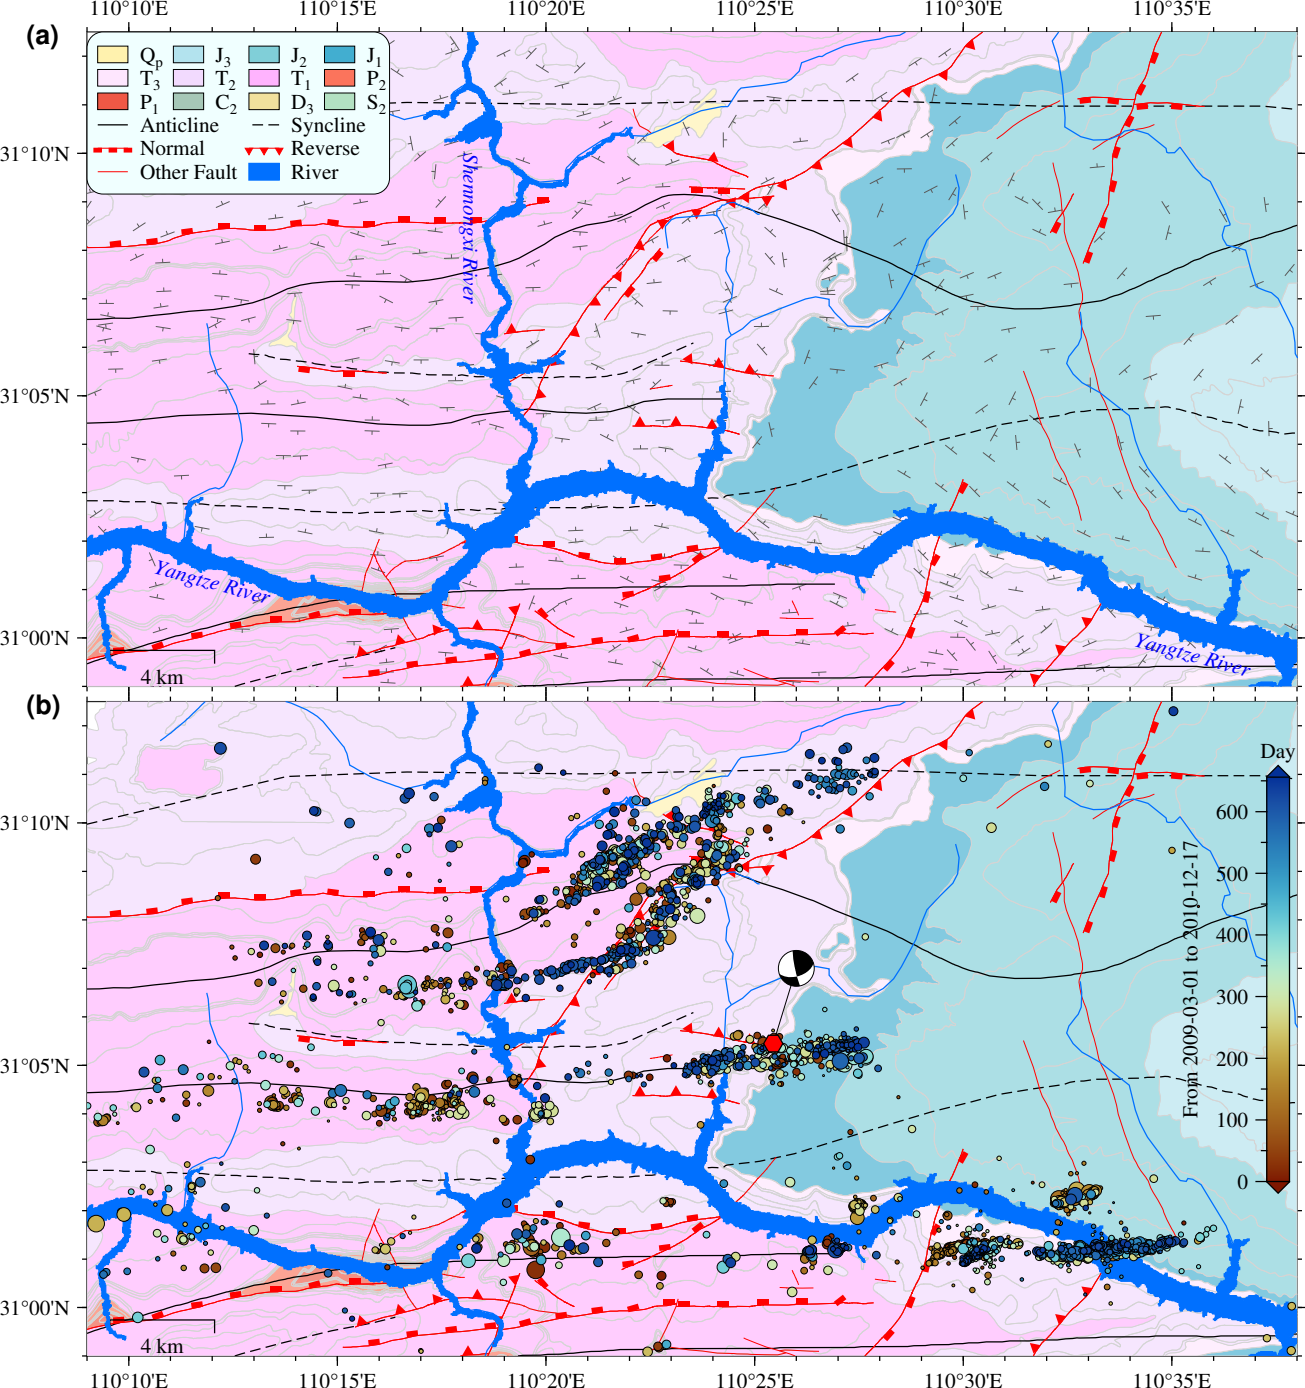 110°10'E 110°15'E 110°20'E 110°25'E 110°30'E 110°35'E
(a)
Qp J3 J2 J1
T3 T2 T1 P2
P1 C2 D3 S2
Anticline Syncline
Normal Reverse
Other Fault River
31°10'N
Shennongxi River
31°05'N
Yangtze River
31°00'N
Yangtze River
4 km
(b)
Day
600
31°10'N
500
400
300
31°05'N
200
100
0
From 2009-03-01 to 2010-12-17
31°00'N
4 km
110°10'E 110°15'E 110°20'E 110°25'E 110°30'E 110°35'E